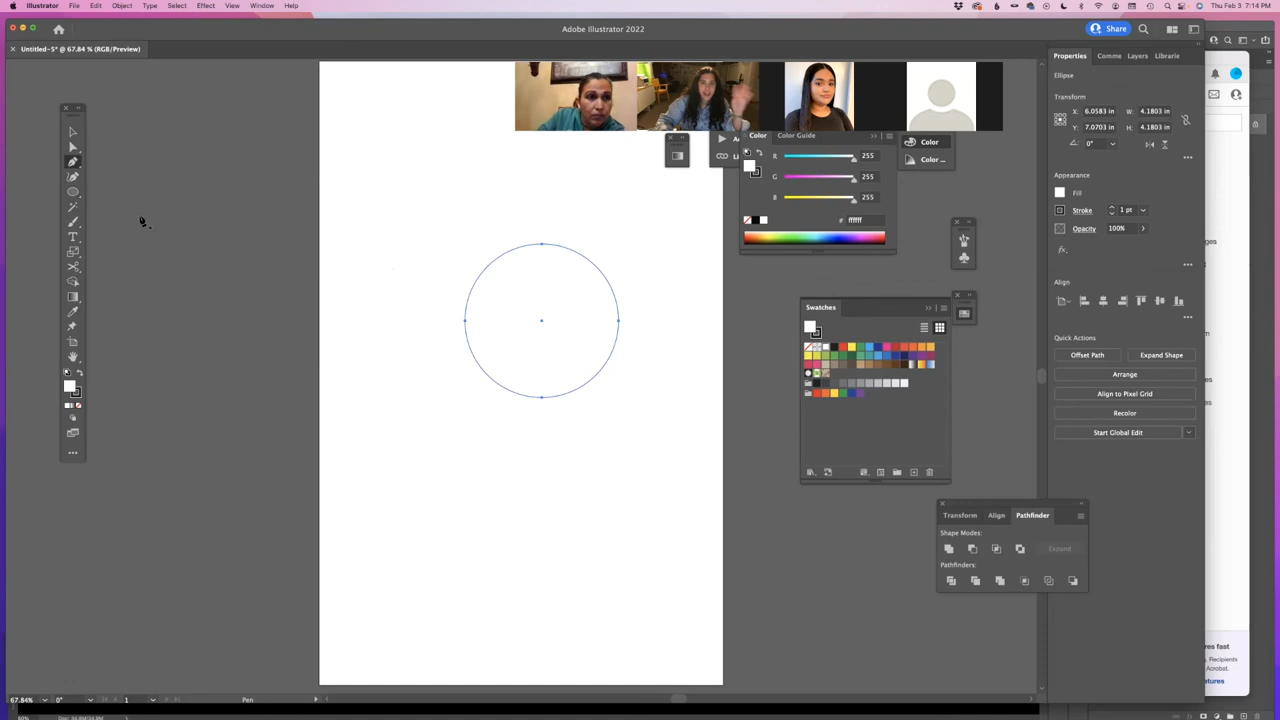 Illustrator File Edit Object Type Select Effect View Window Help
Thu Feb 3 7:14 PM
Adobe Illustrator 2022
Share
Untitled-5* @ 67.84 % (RGB/Preview)
Properties Comme Layers Librarie
Ellipse
Transform
X: 6.0583 in W: 4.1803 in
Y: 7.0703 in H: 4.1803 in
0°
Appearance
Fill
Stroke 1 pt
Opacity 100%
Align
Quick Actions
Offset Path Expand Shape
Arrange
Align to Pixel Grid
Recolor
Start Global Edit
Color Color Guide
R 255
G 255
B 255
# ffffff
Color
Color ...
Swatches
Transform Align Pathfinder
Shape Modes:
Expand
Pathfinders:
67.84% 0° 1 Pen
res fast
Recipients
Acrobat.